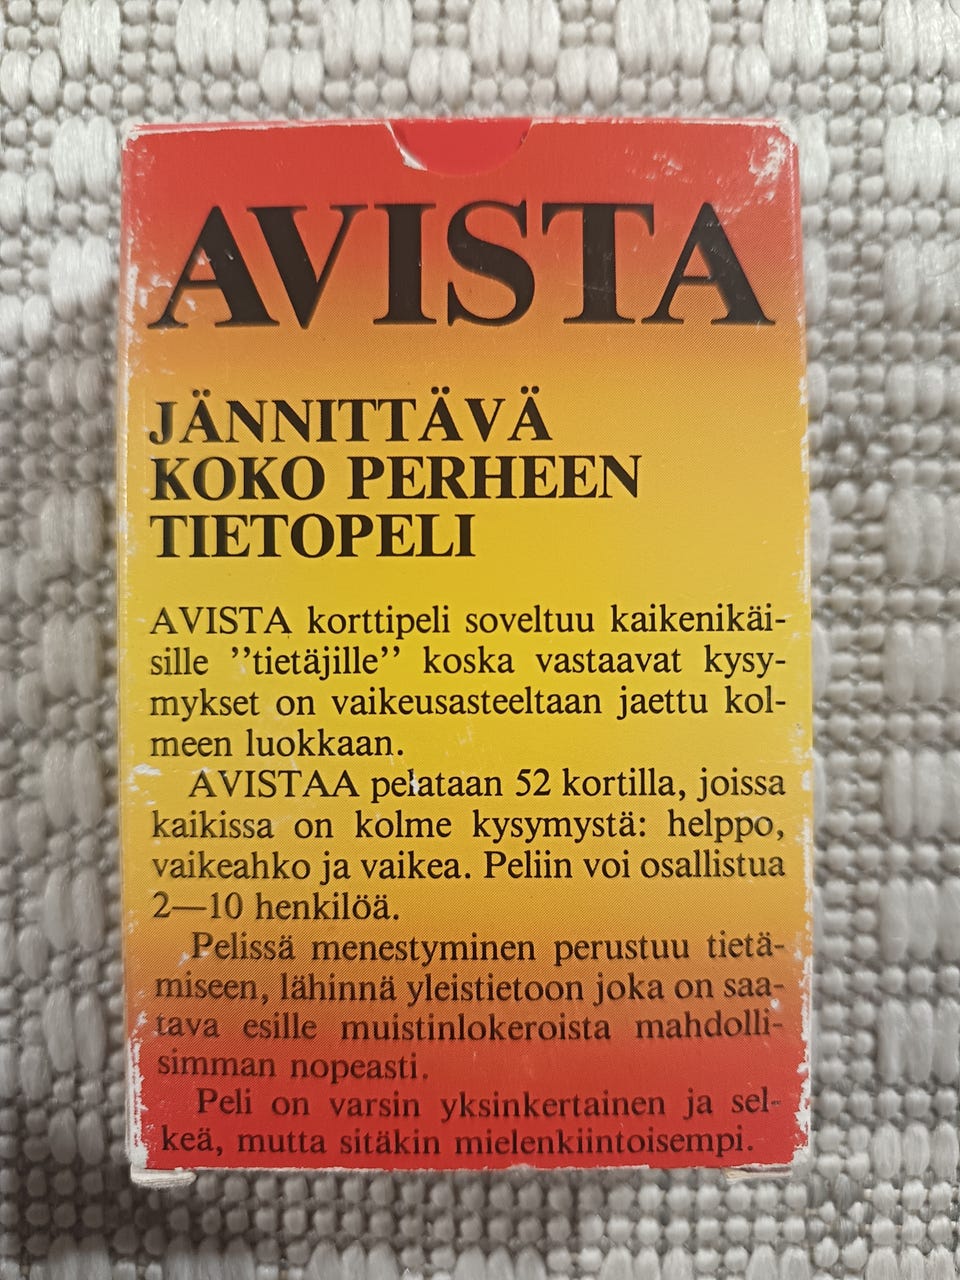 AVISTA
JÄNNITTÄVÄ
KOKO PERHEEN
TIETOPELI
AVISTA korttipeli soveltuu kaikenikäi-
sille ”tietäjille” koska vastaavat kysy-
mykset on vaikeusasteeltaan jaettu kol-
meen luokkaan.
AVISTAA pelataan 52 kortilla, joissa
kaikissa on kolme kysymystä: helppo,
vaikeahko ja vaikea. Peliin voi osallistua
2—10 henkilöä.
Pelissä menestyminen perustuu tietä-
miseen, lähinnä yleistietoon joka on saa-
tava esille muistinlokeroista mahdolli-
simman nopeasti.
Peli on varsin yksinkertainen ja sel-
keä, mutta sitäkin mielenkiintoisempi.